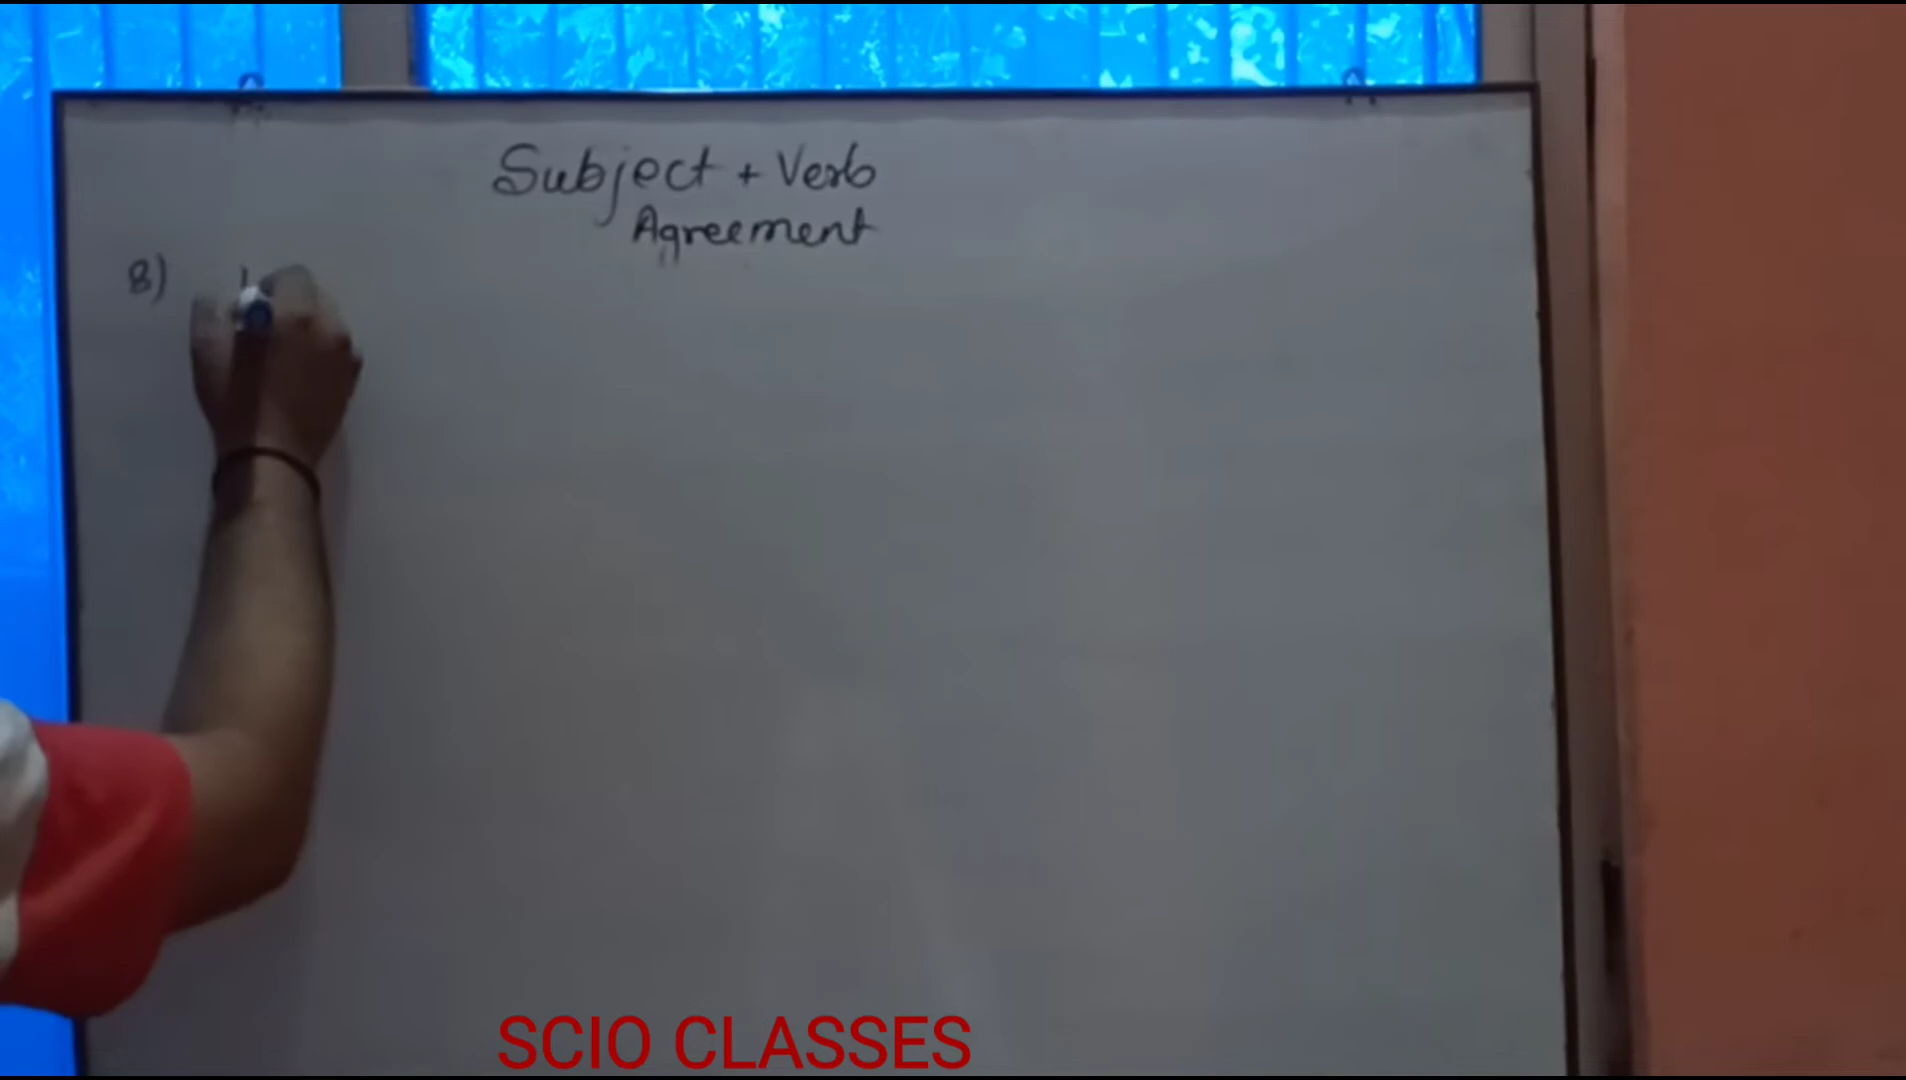 Subject + Verb
Agreement
8)
SCIO CLASSES